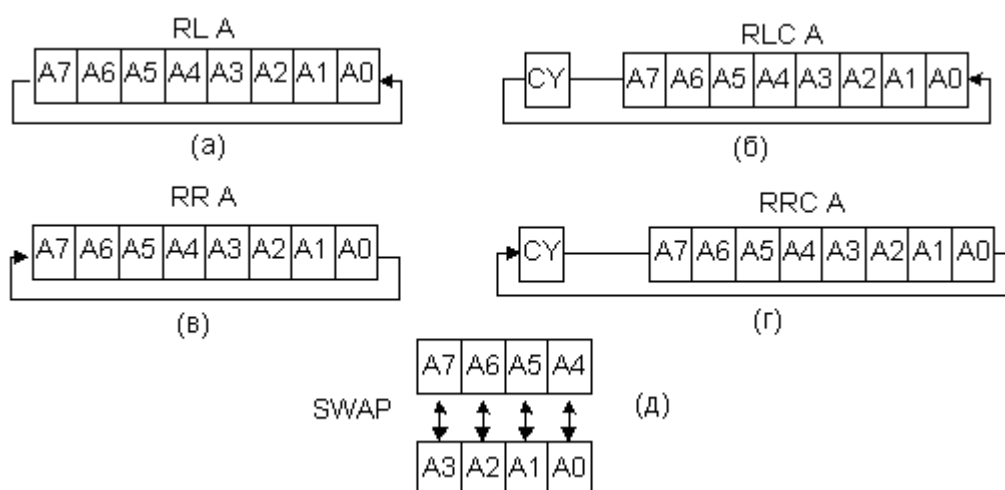 RL A
RLC A
A7 A6 A5 A4 A3 A2 A1 A0
CY A7 A6 A5 A4 A3 A2 A1 A0
(а)
(б)
RR A
RRC A
A7 A6 A5 A4 A3 A2 A1 A0
CY A7 A6 A5 A4 A3 A2 A1 A0
(в)
(г)
A7 A6 A5 A4
SWAP
(д)
A3 A2 A1 A0